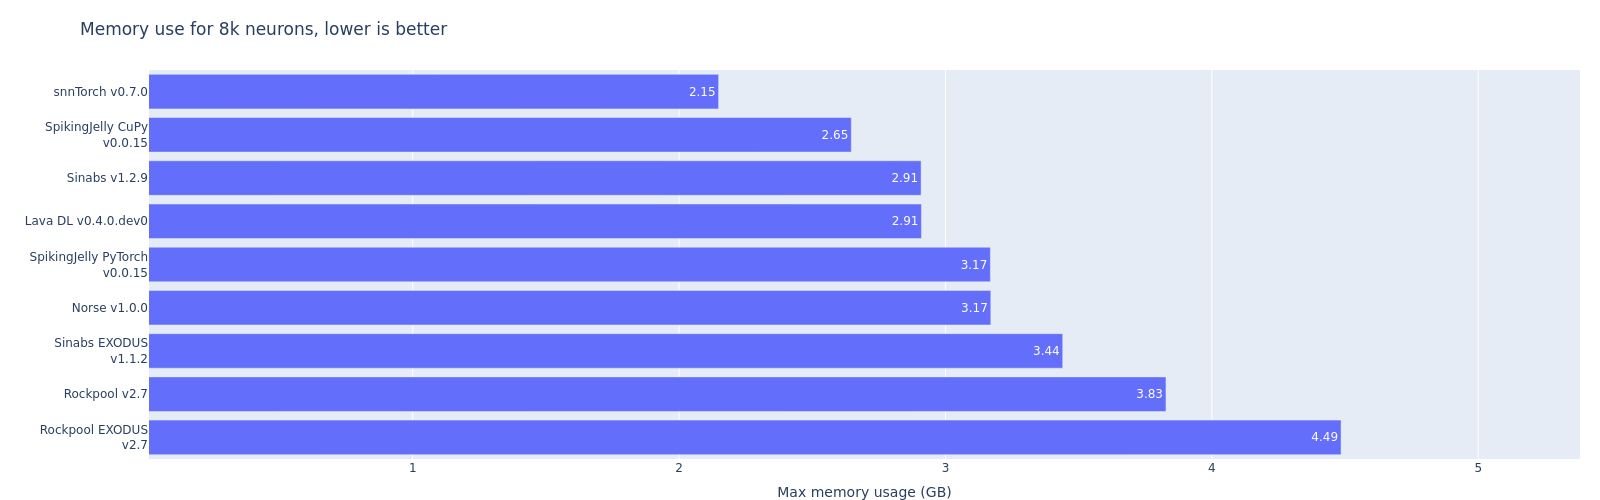 Memory use for 8k neurons, lower is better
snnTorch v0.7.0
2.15
SpikingJelly CuPy
v0.0.15
2.65
Sinabs v1.2.9
2.91
Lava DL v0.4.0.dev0
2.91
SpikingJelly PyTorch
v0.0.15
3.17
Norse v1.0.0
3.17
Sinabs EXODUS
v1.1.2
3.44
Rockpool v2.7
3.83
Rockpool EXODUS
v2.7
4.49
1 2 3 4 5
Max memory usage (GB)